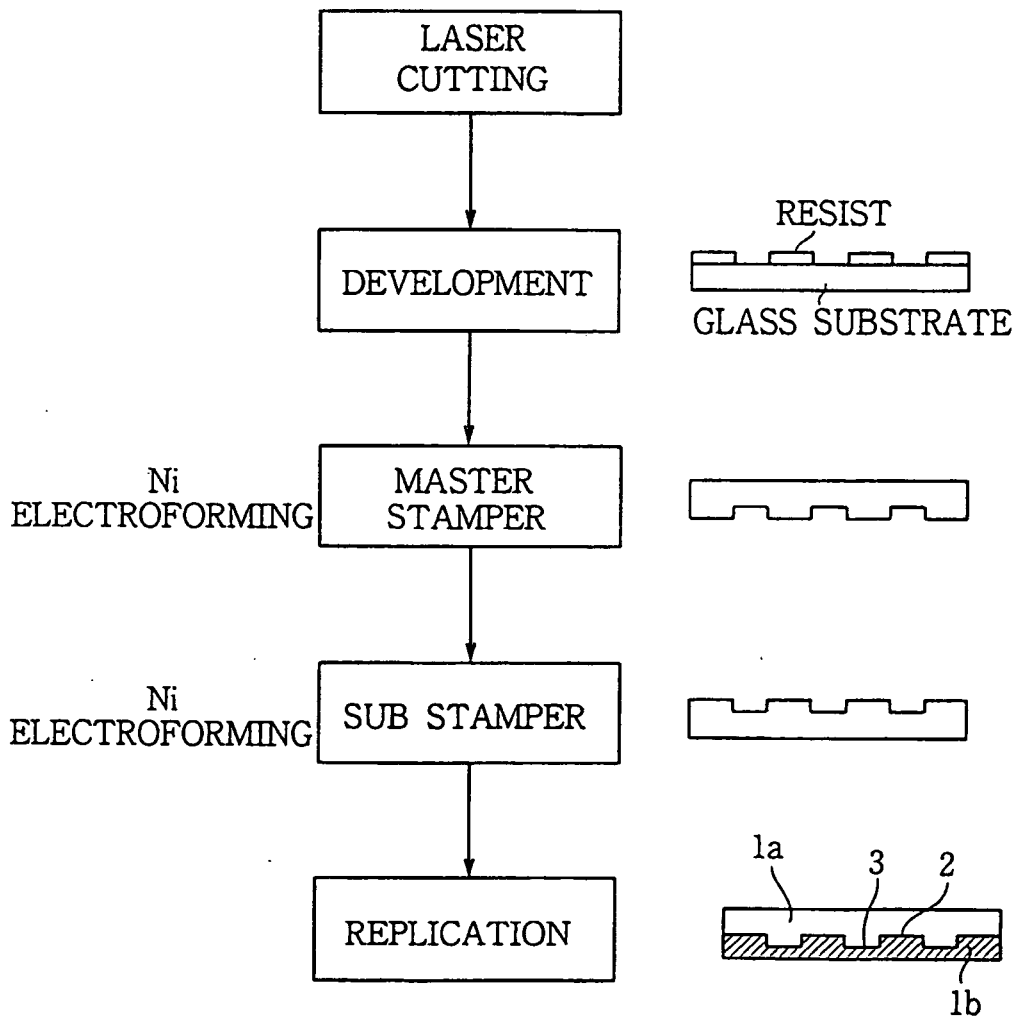 LASER
CUTTING
RESIST
DEVELOPMENT
GLASS SUBSTRATE
Ni
ELECTROFORMING
MASTER
STAMPER
Ni
ELECTROFORMING
SUB STAMPER
1a
3
2
REPLICATION
1b